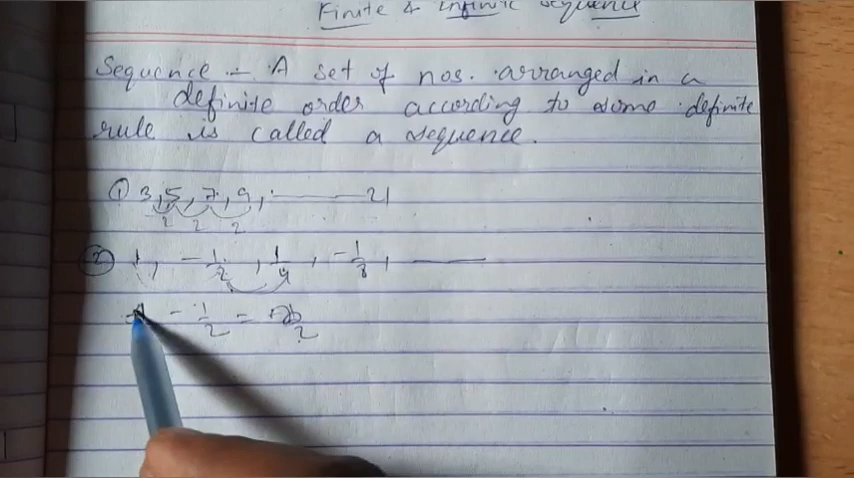 Finite & Infinite sequence
Sequence - A set of nos. arranged in a
definite order according to some definite
rule is called a sequence.
① 3, 5, 7, 9, ——— 21
2 2 2
② 1, - 1/2, 1/4, - 1/8, ———
- 1/2 =